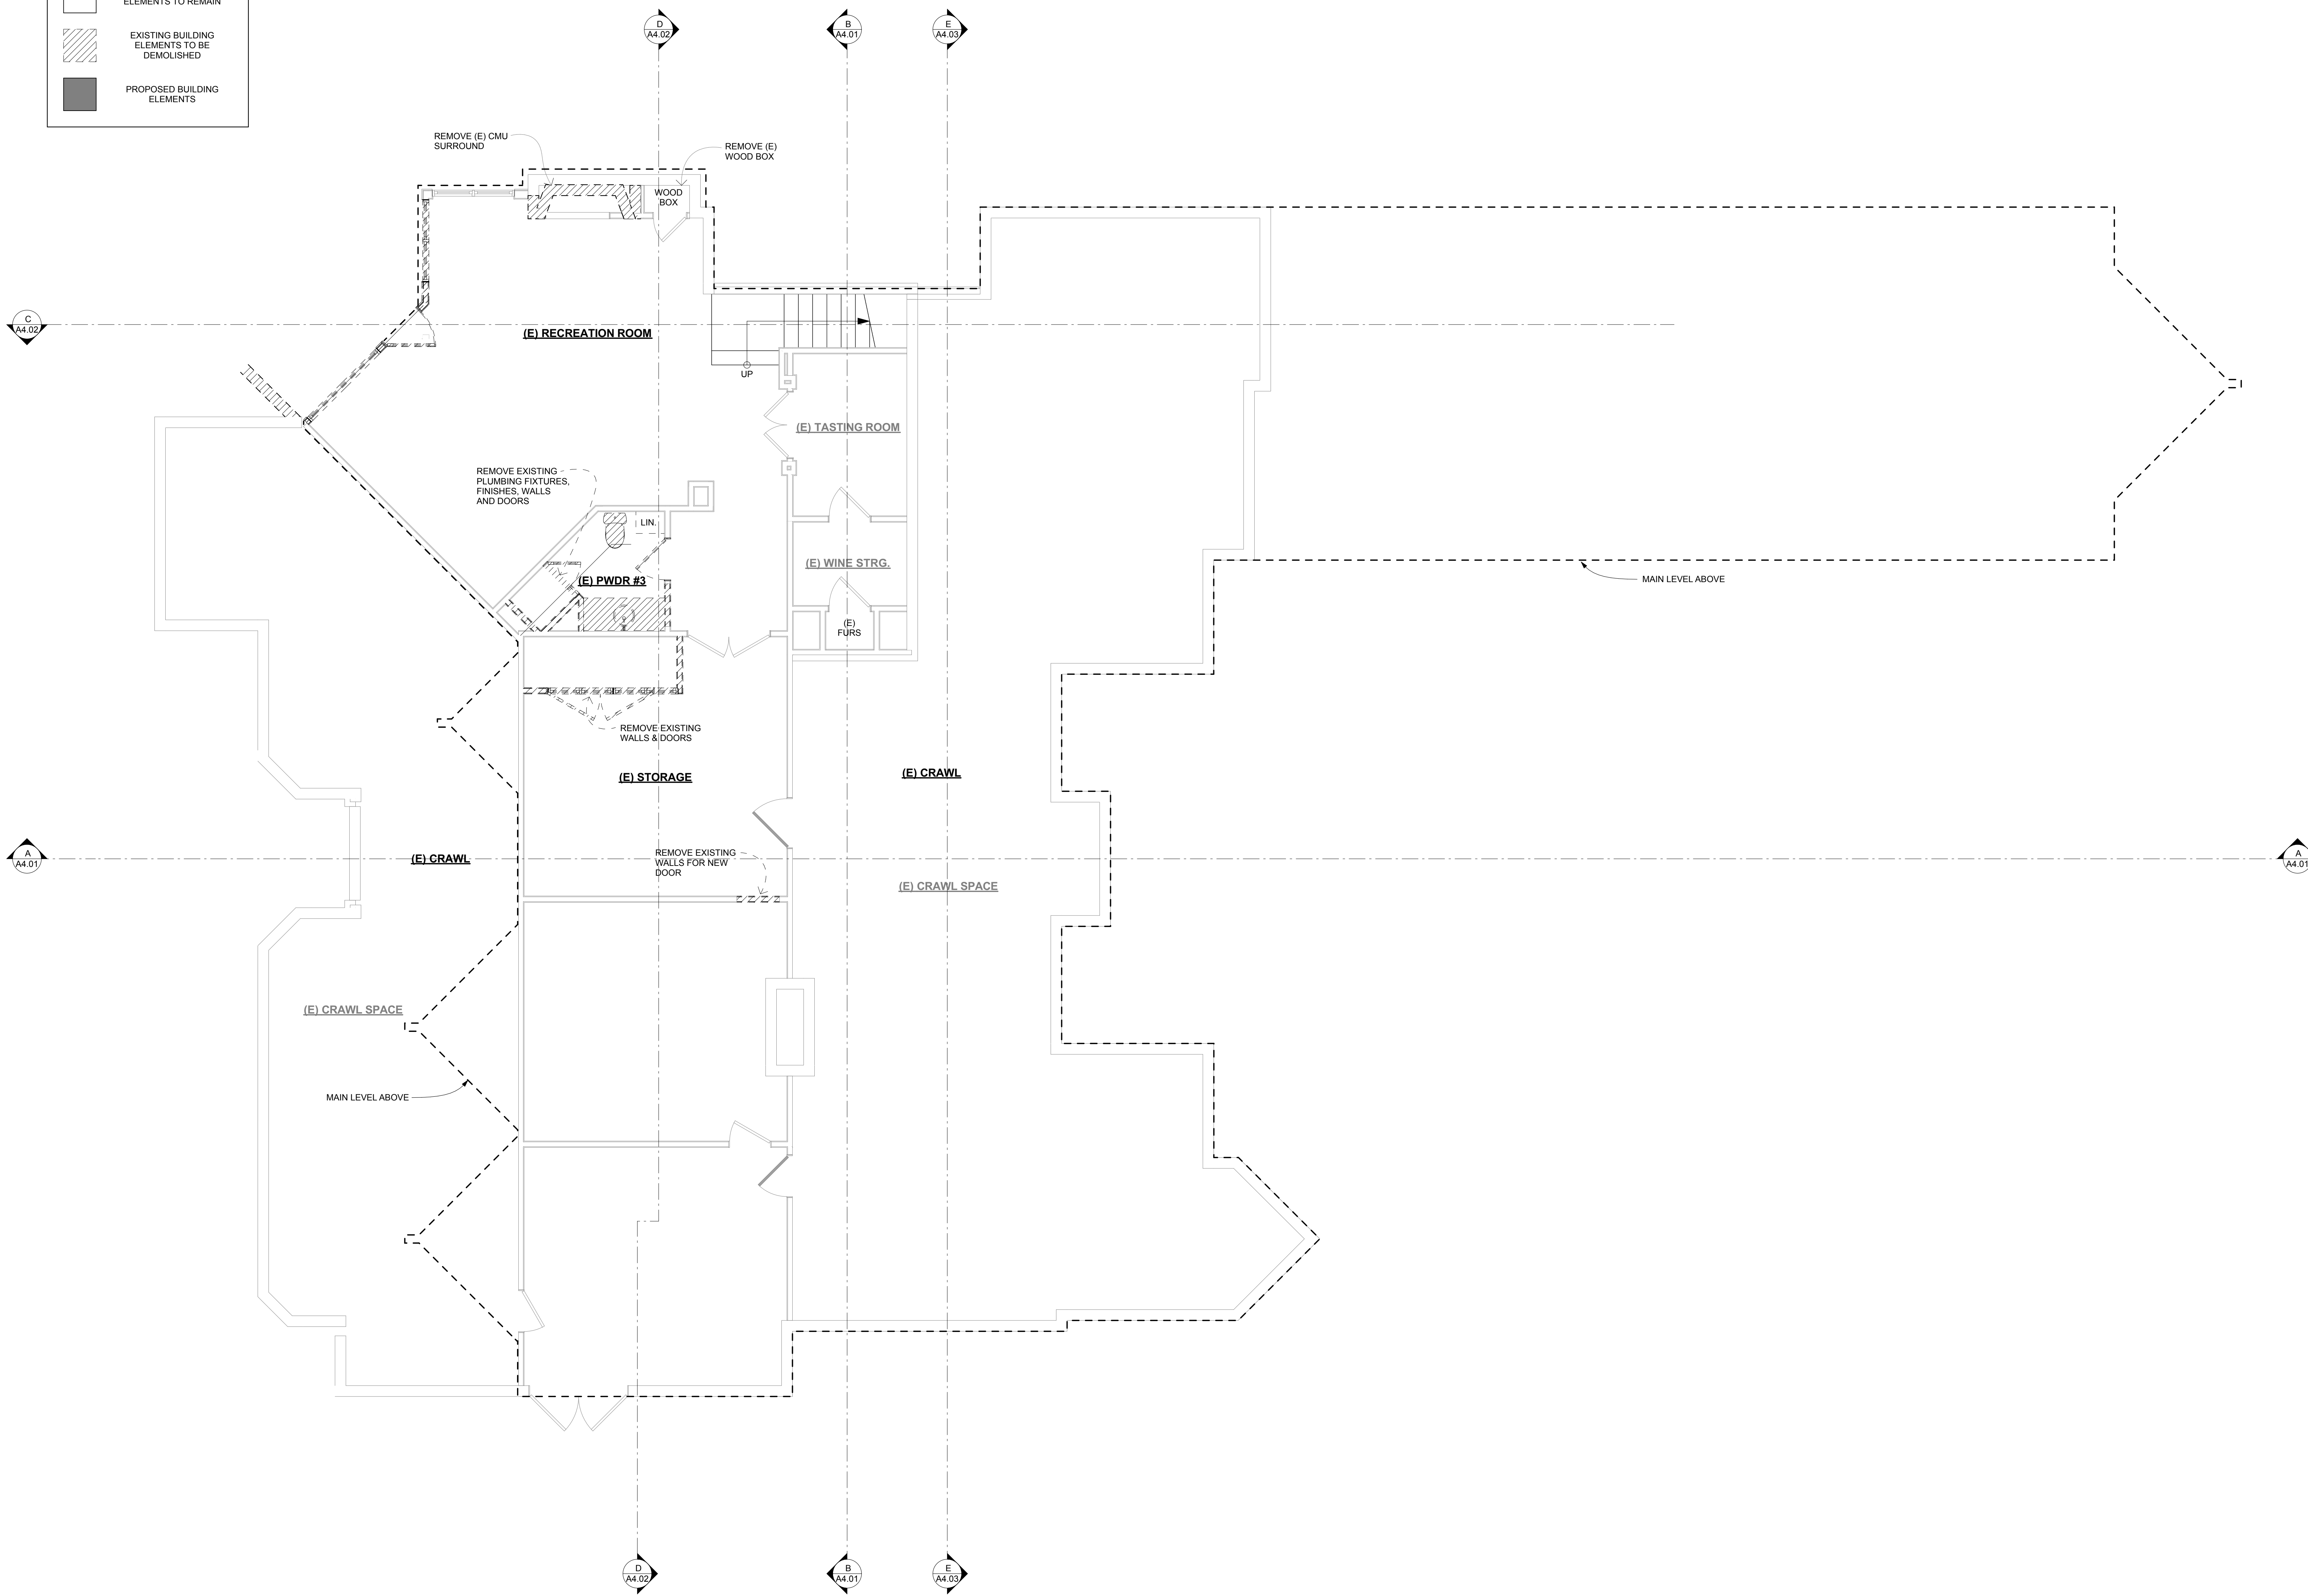 ELEMENTS TO REMAIN
EXISTING BUILDING
ELEMENTS TO BE
DEMOLISHED
PROPOSED BUILDING
ELEMENTS
D
A4.02
B
A4.01
E
A4.03
REMOVE (E) CMU
SURROUND
REMOVE (E)
WOOD BOX
WOOD
BOX
C
A4.02
(E) RECREATION ROOM
UP
(E) TASTING ROOM
REMOVE EXISTING
PLUMBING FIXTURES,
FINISHES, WALLS
AND DOORS
LIN.
(E) WINE STRG.
(E) PWDR #3
MAIN LEVEL ABOVE
(E)
FURS
REMOVE EXISTING
WALLS & DOORS
(E) STORAGE
(E) CRAWL
A
A4.01
(E) CRAWL
REMOVE EXISTING
WALLS FOR NEW
DOOR
A
A4.01
(E) CRAWL SPACE
(E) CRAWL SPACE
MAIN LEVEL ABOVE
D
A4.02
B
A4.01
E
A4.03